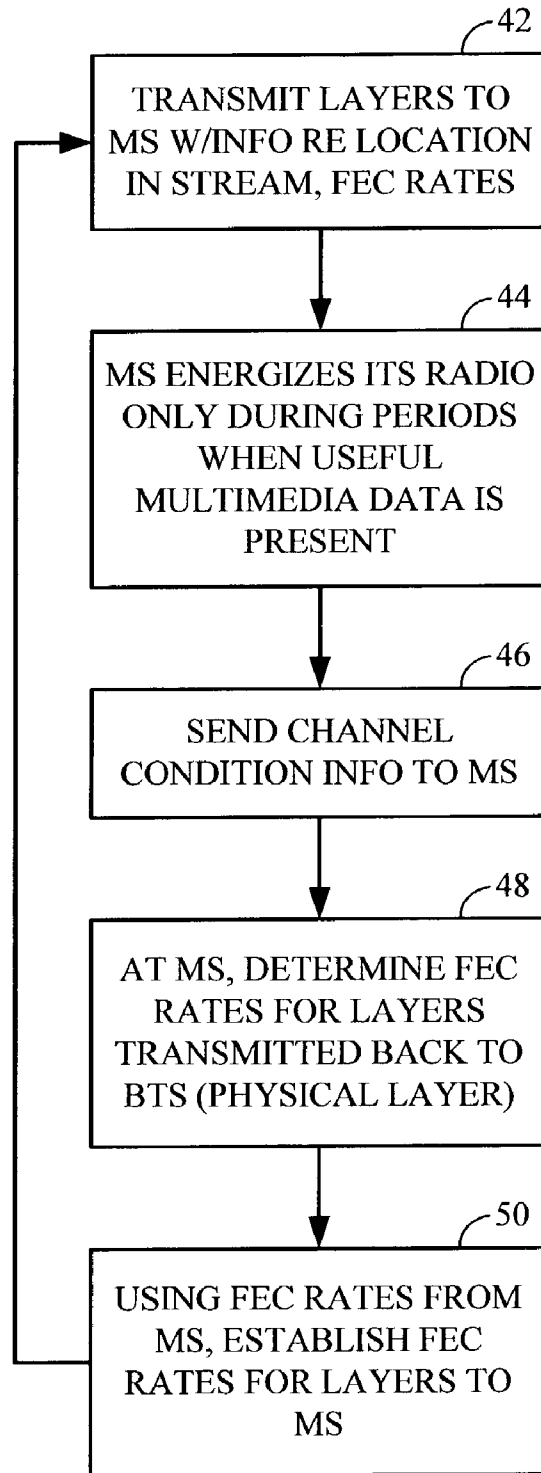 42
TRANSMIT LAYERS TO
MS W/INFO RE LOCATION
IN STREAM, FEC RATES
44
MS ENERGIZES ITS RADIO
ONLY DURING PERIODS
WHEN USEFUL
MULTIMEDIA DATA IS
PRESENT
46
SEND CHANNEL
CONDITION INFO TO MS
48
AT MS, DETERMINE FEC
RATES FOR LAYERS
TRANSMITTED BACK TO
BTS (PHYSICAL LAYER)
50
USING FEC RATES FROM
MS, ESTABLISH FEC
RATES FOR LAYERS TO
MS